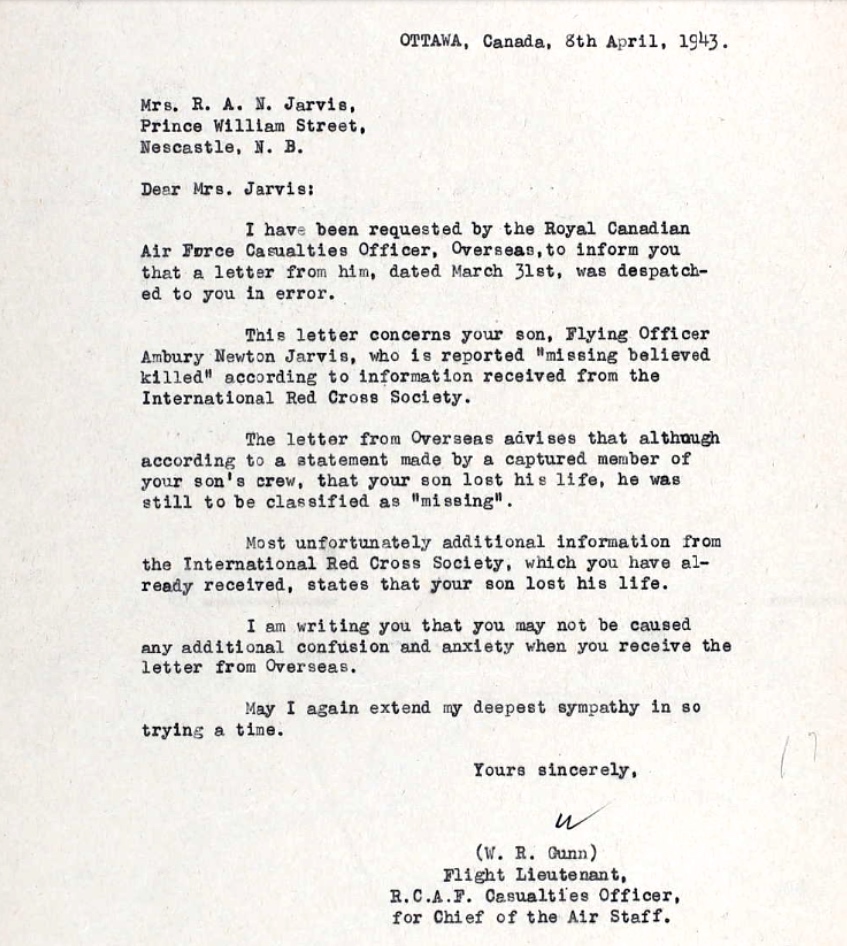 OTTAWA, Canada, 8th April, 1943.
Mrs. R. A. N. Jarvis,
Prince William Street,
Nescastle, N. B.
Dear Mrs. Jarvis:
I have been requested by the Royal Canadian
Air Force Casualties Officer, Overseas,to inform you
that a letter from him, dated March 31st, was despatch-
ed to you in error.
This letter concerns your son, Flying Officer
Ambury Newton Jarvis, who is reported "missing believed
killed" according to information received from the
International Red Cross Society.
The letter from Overseas advises that although
according to a statement made by a captured member of
your son's crew, that your son lost his life, he was
still to be classified as "missing".
Most unfortunately additional information from
the International Red Cross Society, which you have al-
ready received, states that your son lost his life.
I am writing you that you may not be caused
any additional confusion and anxiety when you receive the
letter from Overseas.
May I again extend my deepest sympathy in so
trying a time.
Yours sincerely,
(W. R. Gunn)
Flight Lieutenant,
R.C.A.F. Casualties Officer,
for Chief of the Air Staff.